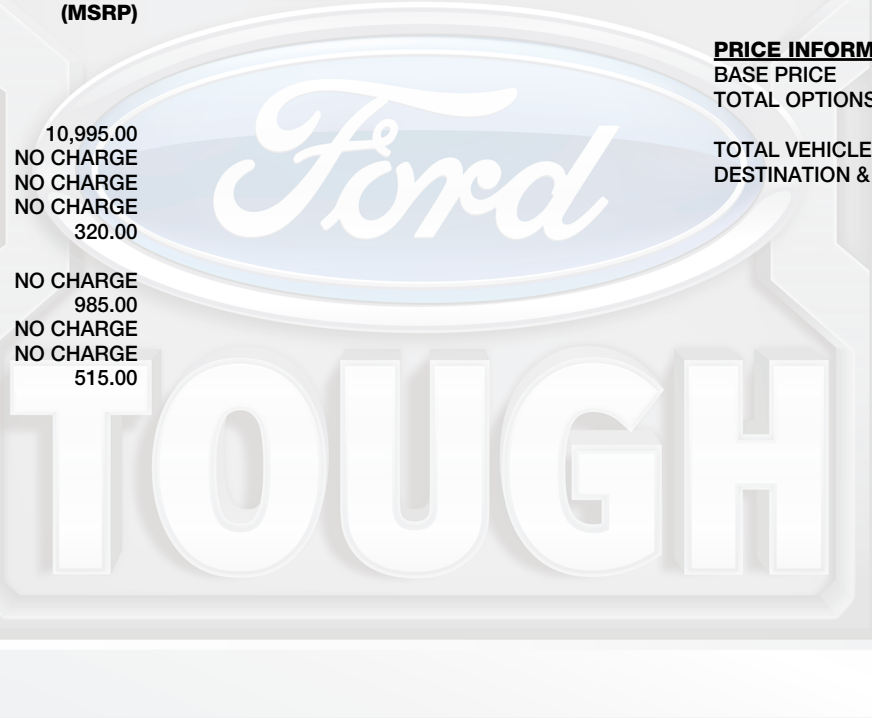 (MSRP)
10,995.00
NO CHARGE
NO CHARGE
NO CHARGE
320.00
NO CHARGE
985.00
NO CHARGE
NO CHARGE
515.00
PRICE INFORM
BASE PRICE
TOTAL OPTIONS
TOTAL VEHICLE
DESTINATION &
Ford
TOUGH